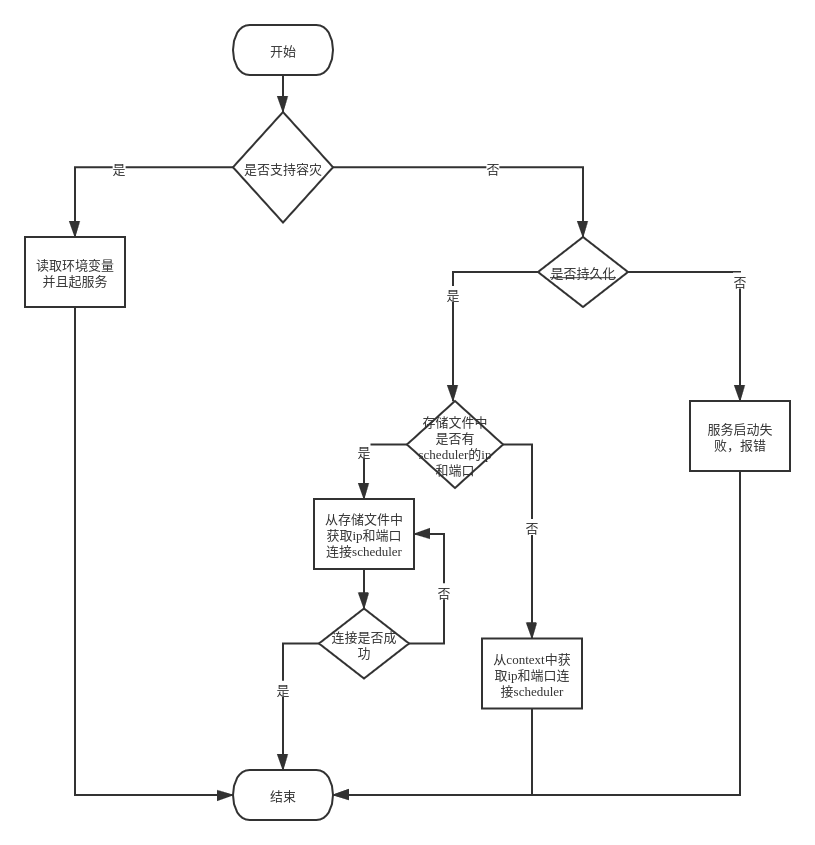 开始
是否支持容灾
是
否
读取环境变量
并且起服务
是否持久化
是
否
存储文件中
是否有
scheduler的ip
和端口
服务启动失
败，报错
是
从存储文件中
获取ip和端口
连接scheduler
否
否
连接是否成
功
从context中获
取ip和端口连
接scheduler
是
结束